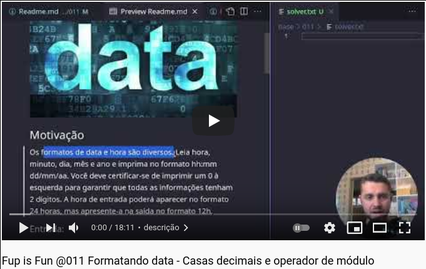 Readme.md .../011 M
Preview Readme.md
solver.txt U
base > 011 > solver.txt
1
data
Motivação
Os formatos de data e hora são diversos. Leia hora,
minuto, dia, mês e ano e imprima no formato hh:mm
dd/mm/aa. Você deve certificar-se de imprimir um 0 à
esquerda para garantir que todas as informações tenham
2 dígitos. A hora de entrada poderá aparecer no formato
24 horas, mas apresente-a na saída no formato 12h.
0:00 / 18:11 • descrição >
Fup is Fun @011 Formatando data - Casas decimais e operador de módulo